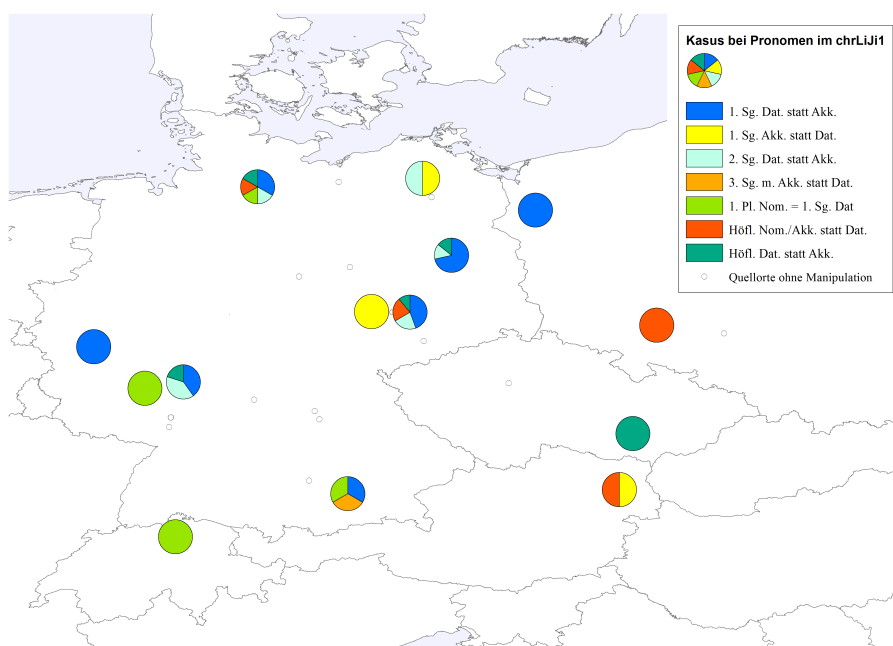 Kasus bei Pronomen im chrLiJi1
1. Sg. Dat. statt Akk.
1. Sg. Akk. statt Dat.
2. Sg. Dat. statt Akk.
3. Sg. m. Akk. statt Dat.
1. Pl. Nom. = 1. Sg. Dat
Höfl. Nom./Akk. statt Dat.
Höfl. Dat. statt Akk.
Quellorte ohne Manipulation